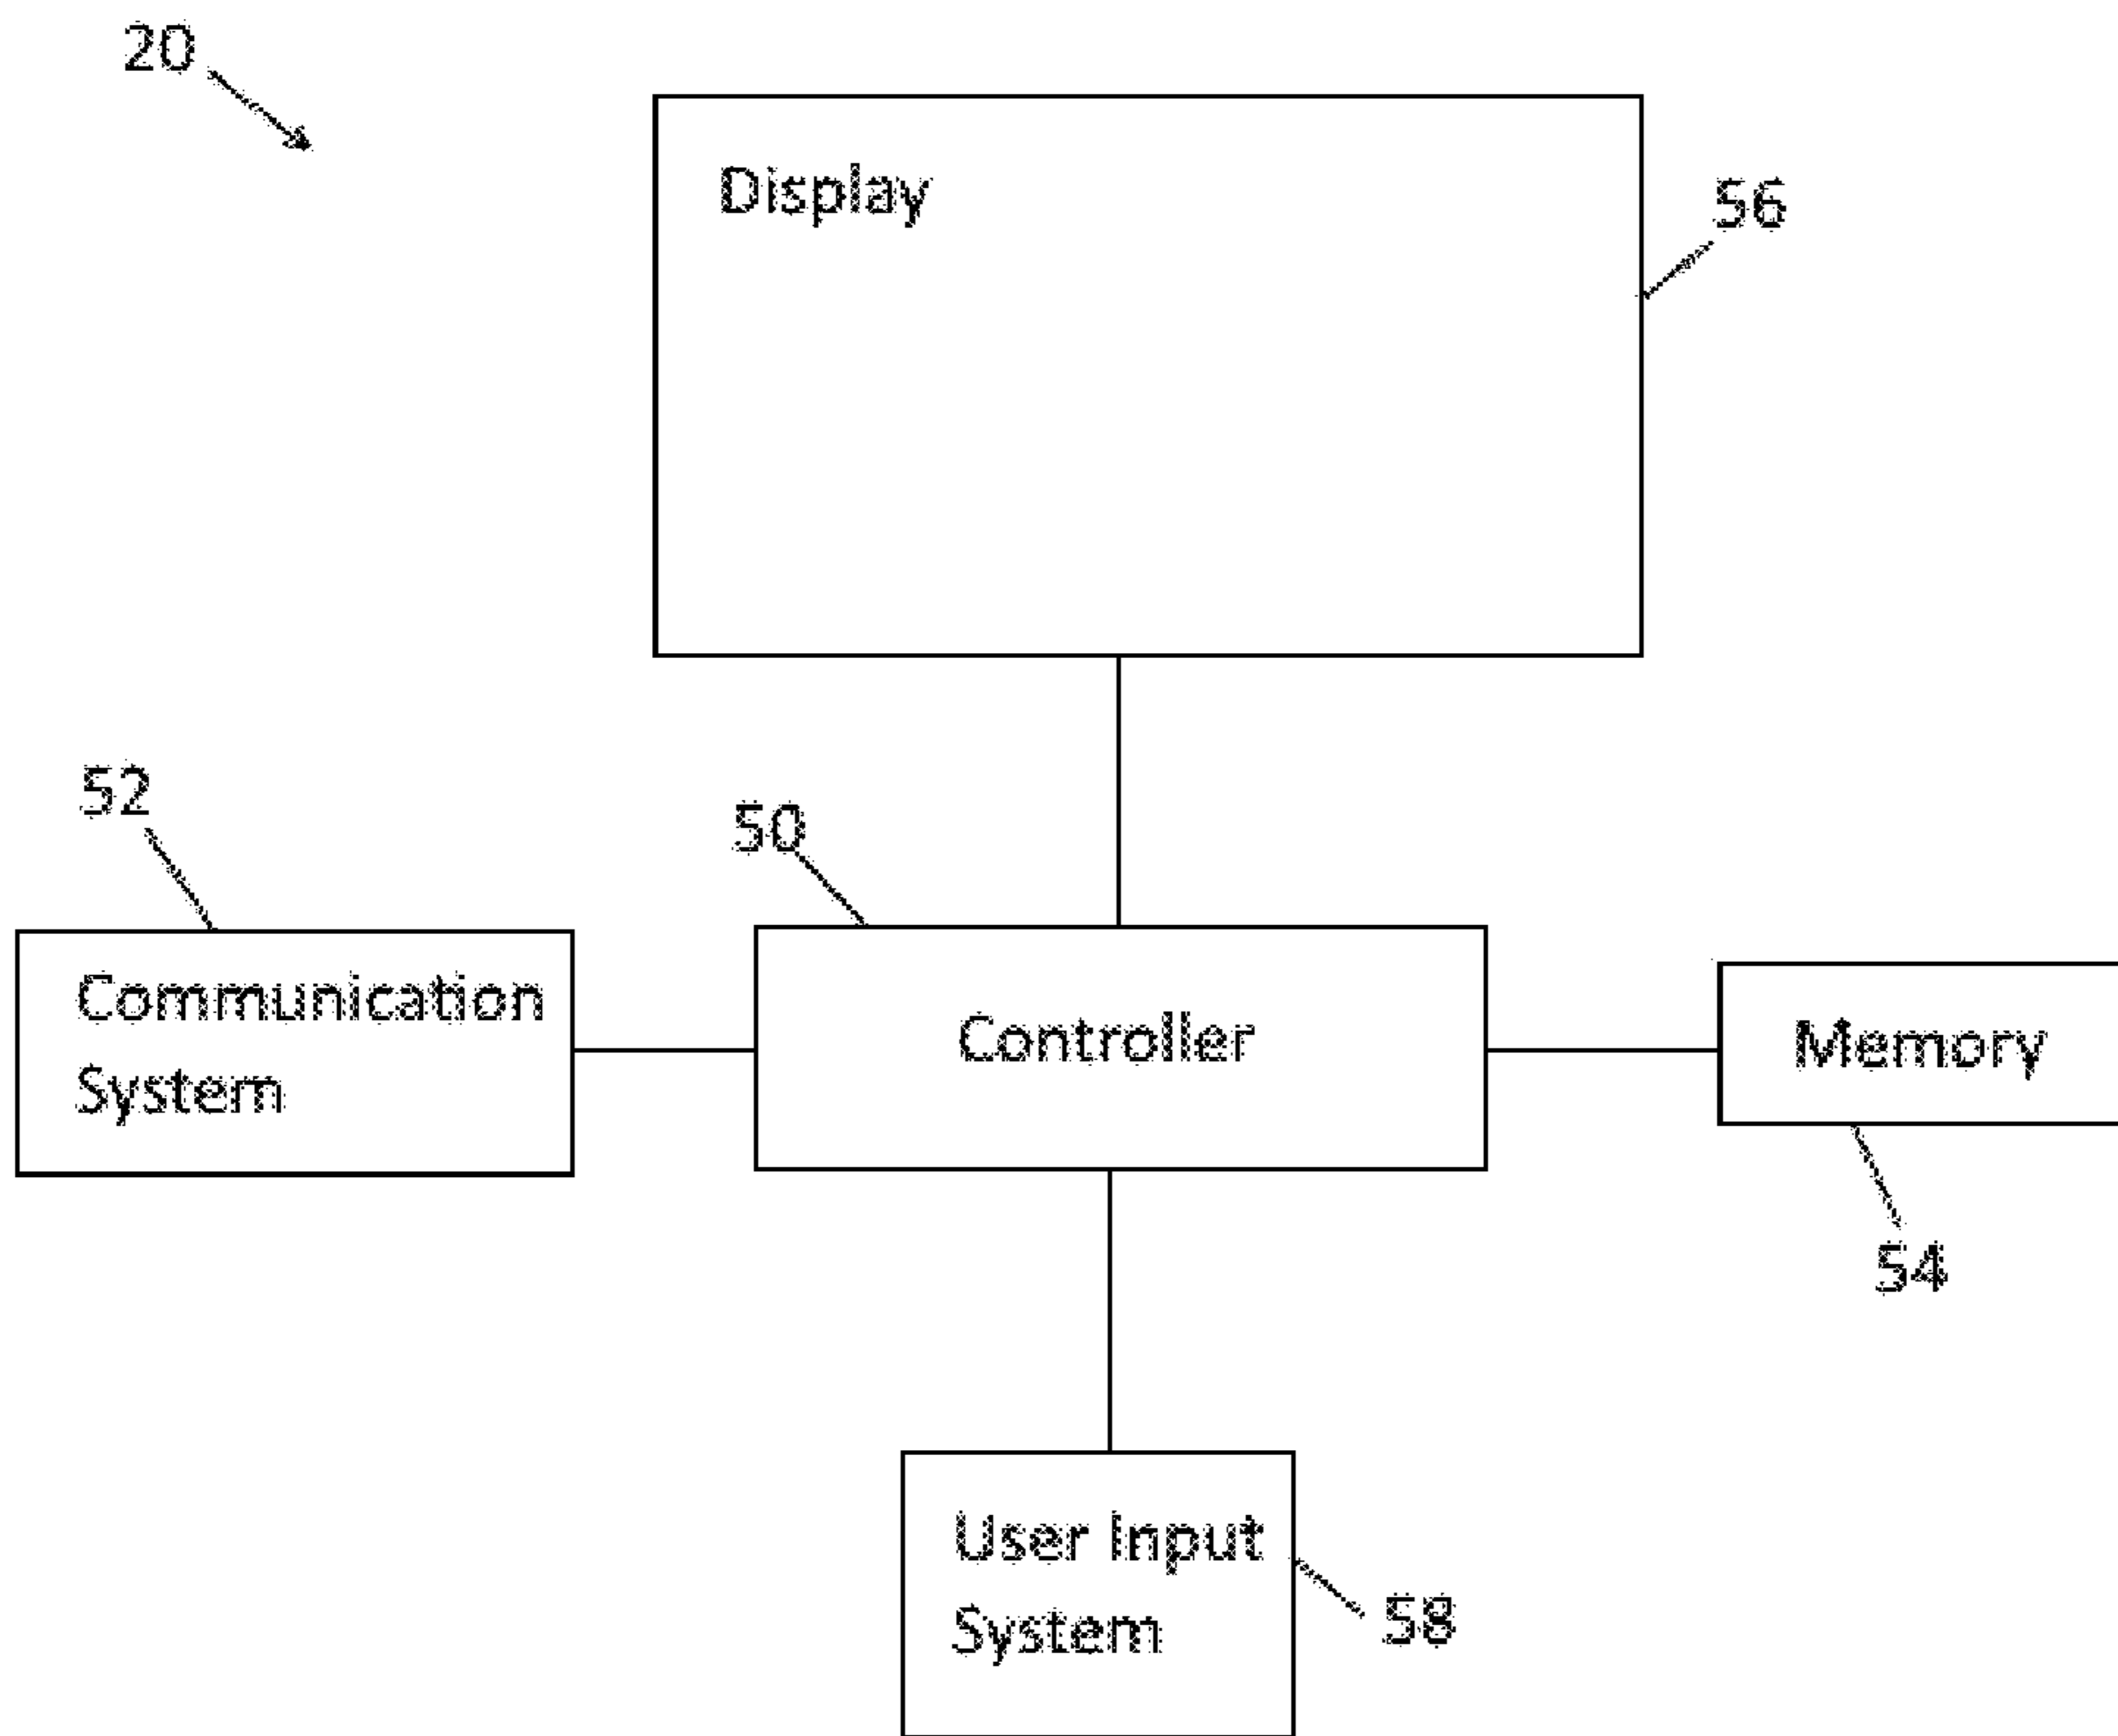 20
Display
56
52
50
Communication
System
Controller
Memory
54
User Input
System
58